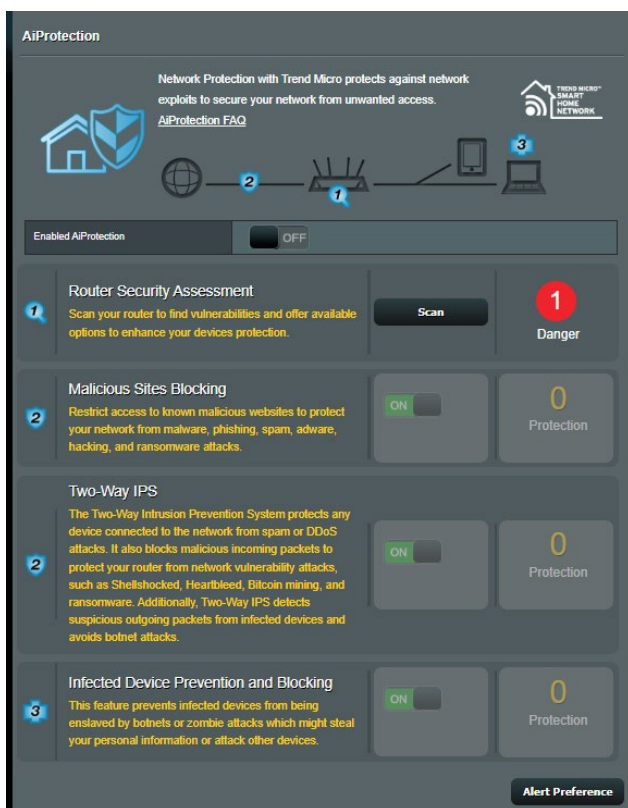 AiProtection
Network Protection with Trend Micro protects against network
exploits to secure your network from unwanted access.
AiProtection FAQ
TREND MICRO™
SMART
HOME
NETWORK
3
2
1
Enabled AiProtection
OFF
1
Router Security Assessment
Scan your router to find vulnerabilities and offer available
options to enhance your devices protection.
Scan
1
Danger
2
Malicious Sites Blocking
Restrict access to known malicious websites to protect
your network from malware, phishing, spam, adware,
hacking, and ransomware attacks.
ON
0
Protection
2
Two-Way IPS
The Two-Way Intrusion Prevention System protects any
device connected to the network from spam or DDoS
attacks. It also blocks malicious incoming packets to
protect your router from network vulnerability attacks,
such as Shellshocked, Heartbleed, Bitcoin mining, and
ransomware. Additionally, Two-Way IPS detects
suspicious outgoing packets from infected devices and
avoids botnet attacks.
ON
0
Protection
3
Infected Device Prevention and Blocking
This feature prevents infected devices from being
enslaved by botnets or zombie attacks which might steal
your personal information or attack other devices.
ON
0
Protection
Alert Preference